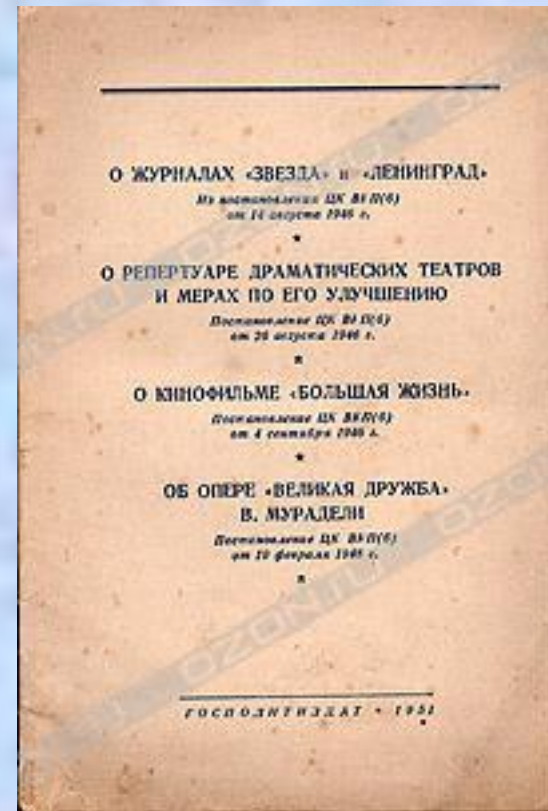 О ЖУРНАЛАХ «ЗВЕЗДА» и «ЛЕНИНГРАД»
Из постановления ЦК ВКП(б)
от 14 августа 1946 г.
О РЕПЕРТУАРЕ ДРАМАТИЧЕСКИХ ТЕАТРОВ
И МЕРАХ ПО ЕГО УЛУЧШЕНИЮ
Постановление ЦК ВКП(б)
от 26 августа 1946 г.
О КИНОФИЛЬМЕ «БОЛЬШАЯ ЖИЗНЬ»
Постановление ЦК ВКП(б)
от 4 сентября 1946 г.
ОБ ОПЕРЕ «ВЕЛИКАЯ ДРУЖБА»
В. МУРАДЕЛИ
Постановление ЦК ВКП(б)
от 10 февраля 1948 г.
ГОСПОЛИТИЗДАТ • 1951